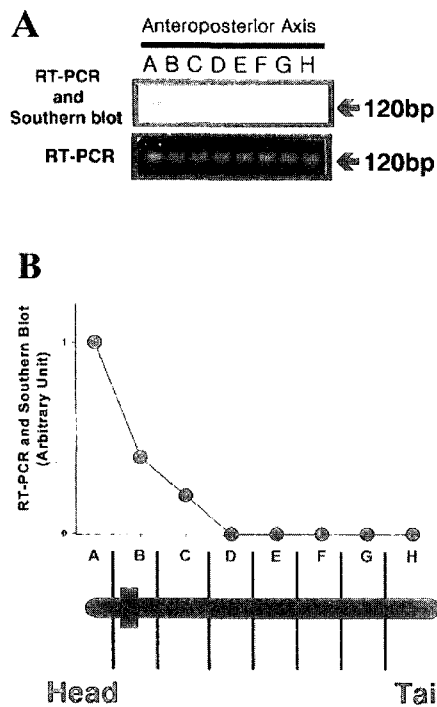 A
Anteroposterior Axis
A B C D E F G H
RT-PCR
and
Southern blot
120bp
RT-PCR
120bp
B
RT-PCR and Southern Blot
(Arbitrary Unit)
1
0
A B C D E F G H
Head
Tai